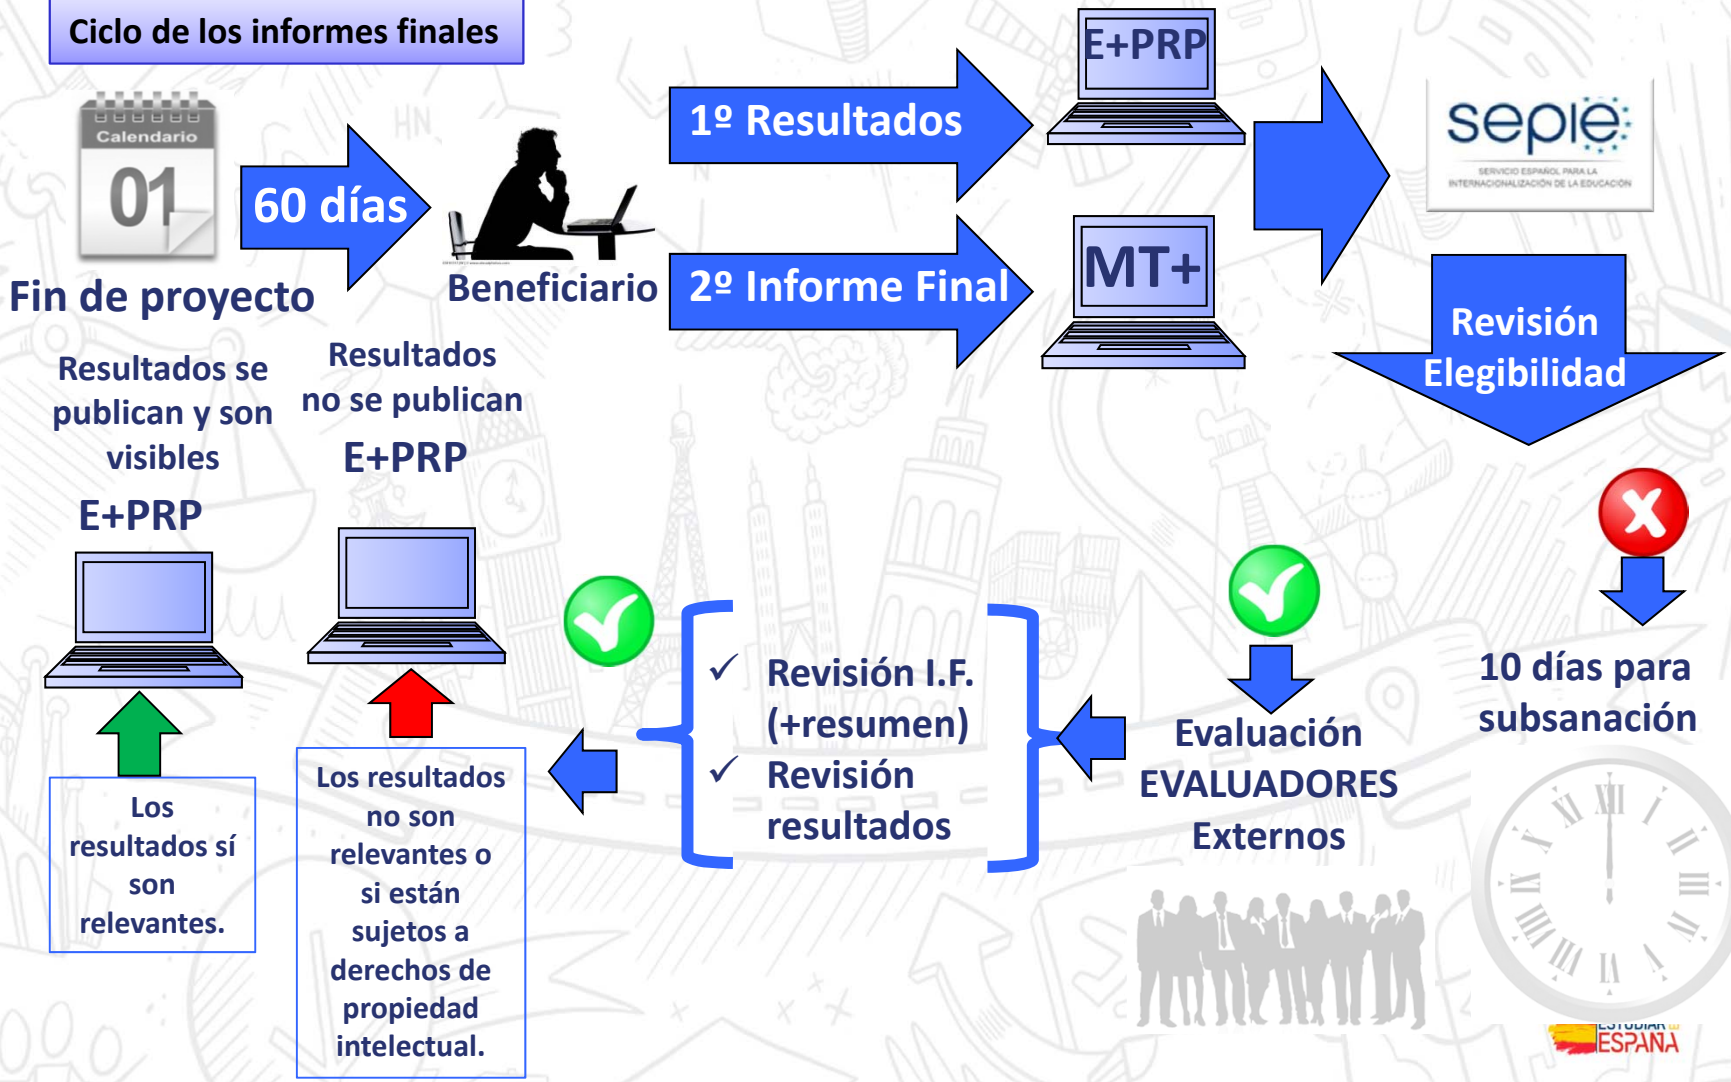 Ciclo de los informes finales
Calendario
01
60 días
Fin de proyecto
Beneficiario
1º Resultados
2º Informe Final
E+PRP
MT+
sepie
SERVICIO ESPAÑOL PARA LA
INTERNACIONALIZACIÓN DE LA EDUCACIÓN
Revisión
Elegibilidad
10 días para
subsanación
Evaluación
EVALUADORES
Externos
✓ Revisión I.F.
(+resumen)
✓ Revisión
resultados
Resultados
no se publican
E+PRP
Los resultados
no son
relevantes o
si están
sujetos a
derechos de
propiedad
intelectual.
Resultados se
publican y son
visibles
E+PRP
Los
resultados sí
son
relevantes.
ESTUDIAR
ESPAÑA